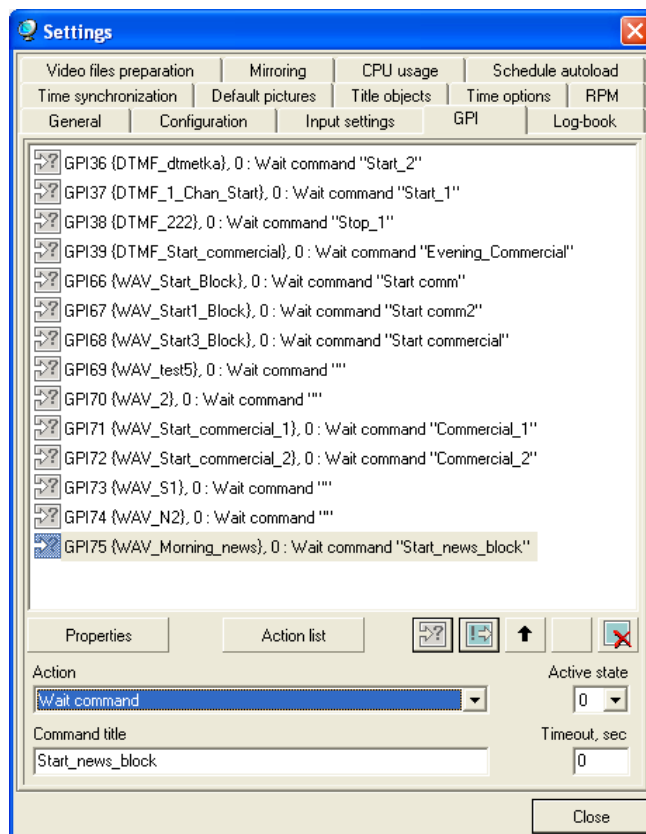 Settings
Video files preparation Mirroring CPU usage Schedule autoload
Time synchronization Default pictures Title objects Time options RPM
General Configuration Input settings GPI Log-book
GPI36 {DTMF_dtmetka}, 0 : Wait command "Start_2"
GPI37 {DTMF_1_Chan_Start}, 0 : Wait command "Start_1"
GPI38 {DTMF_222}, 0 : Wait command "Stop_1"
GPI39 {DTMF_Start_commercial}, 0 : Wait command "Evening_Commercial"
GPI66 {WAV_Start_Block}, 0 : Wait command "Start comm"
GPI67 {WAV_Start1_Block}, 0 : Wait command "Start comm2"
GPI68 {WAV_Start3_Block}, 0 : Wait command "Start commercial"
GPI69 {WAV_test5}, 0 : Wait command ""
GPI70 {WAV_2}, 0 : Wait command ""
GPI71 {WAV_Start_commercial_1}, 0 : Wait command "Commercial_1"
GPI72 {WAV_Start_commercial_2}, 0 : Wait command "Commercial_2"
GPI73 {WAV_S1}, 0 : Wait command ""
GPI74 {WAV_N2}, 0 : Wait command ""
GPI75 {WAV_Morning_news}, 0 : Wait command "Start_news_block"
Properties Action list
Action Active state
Wait command 0
Command title Timeout, sec
Start_news_block 0
Close